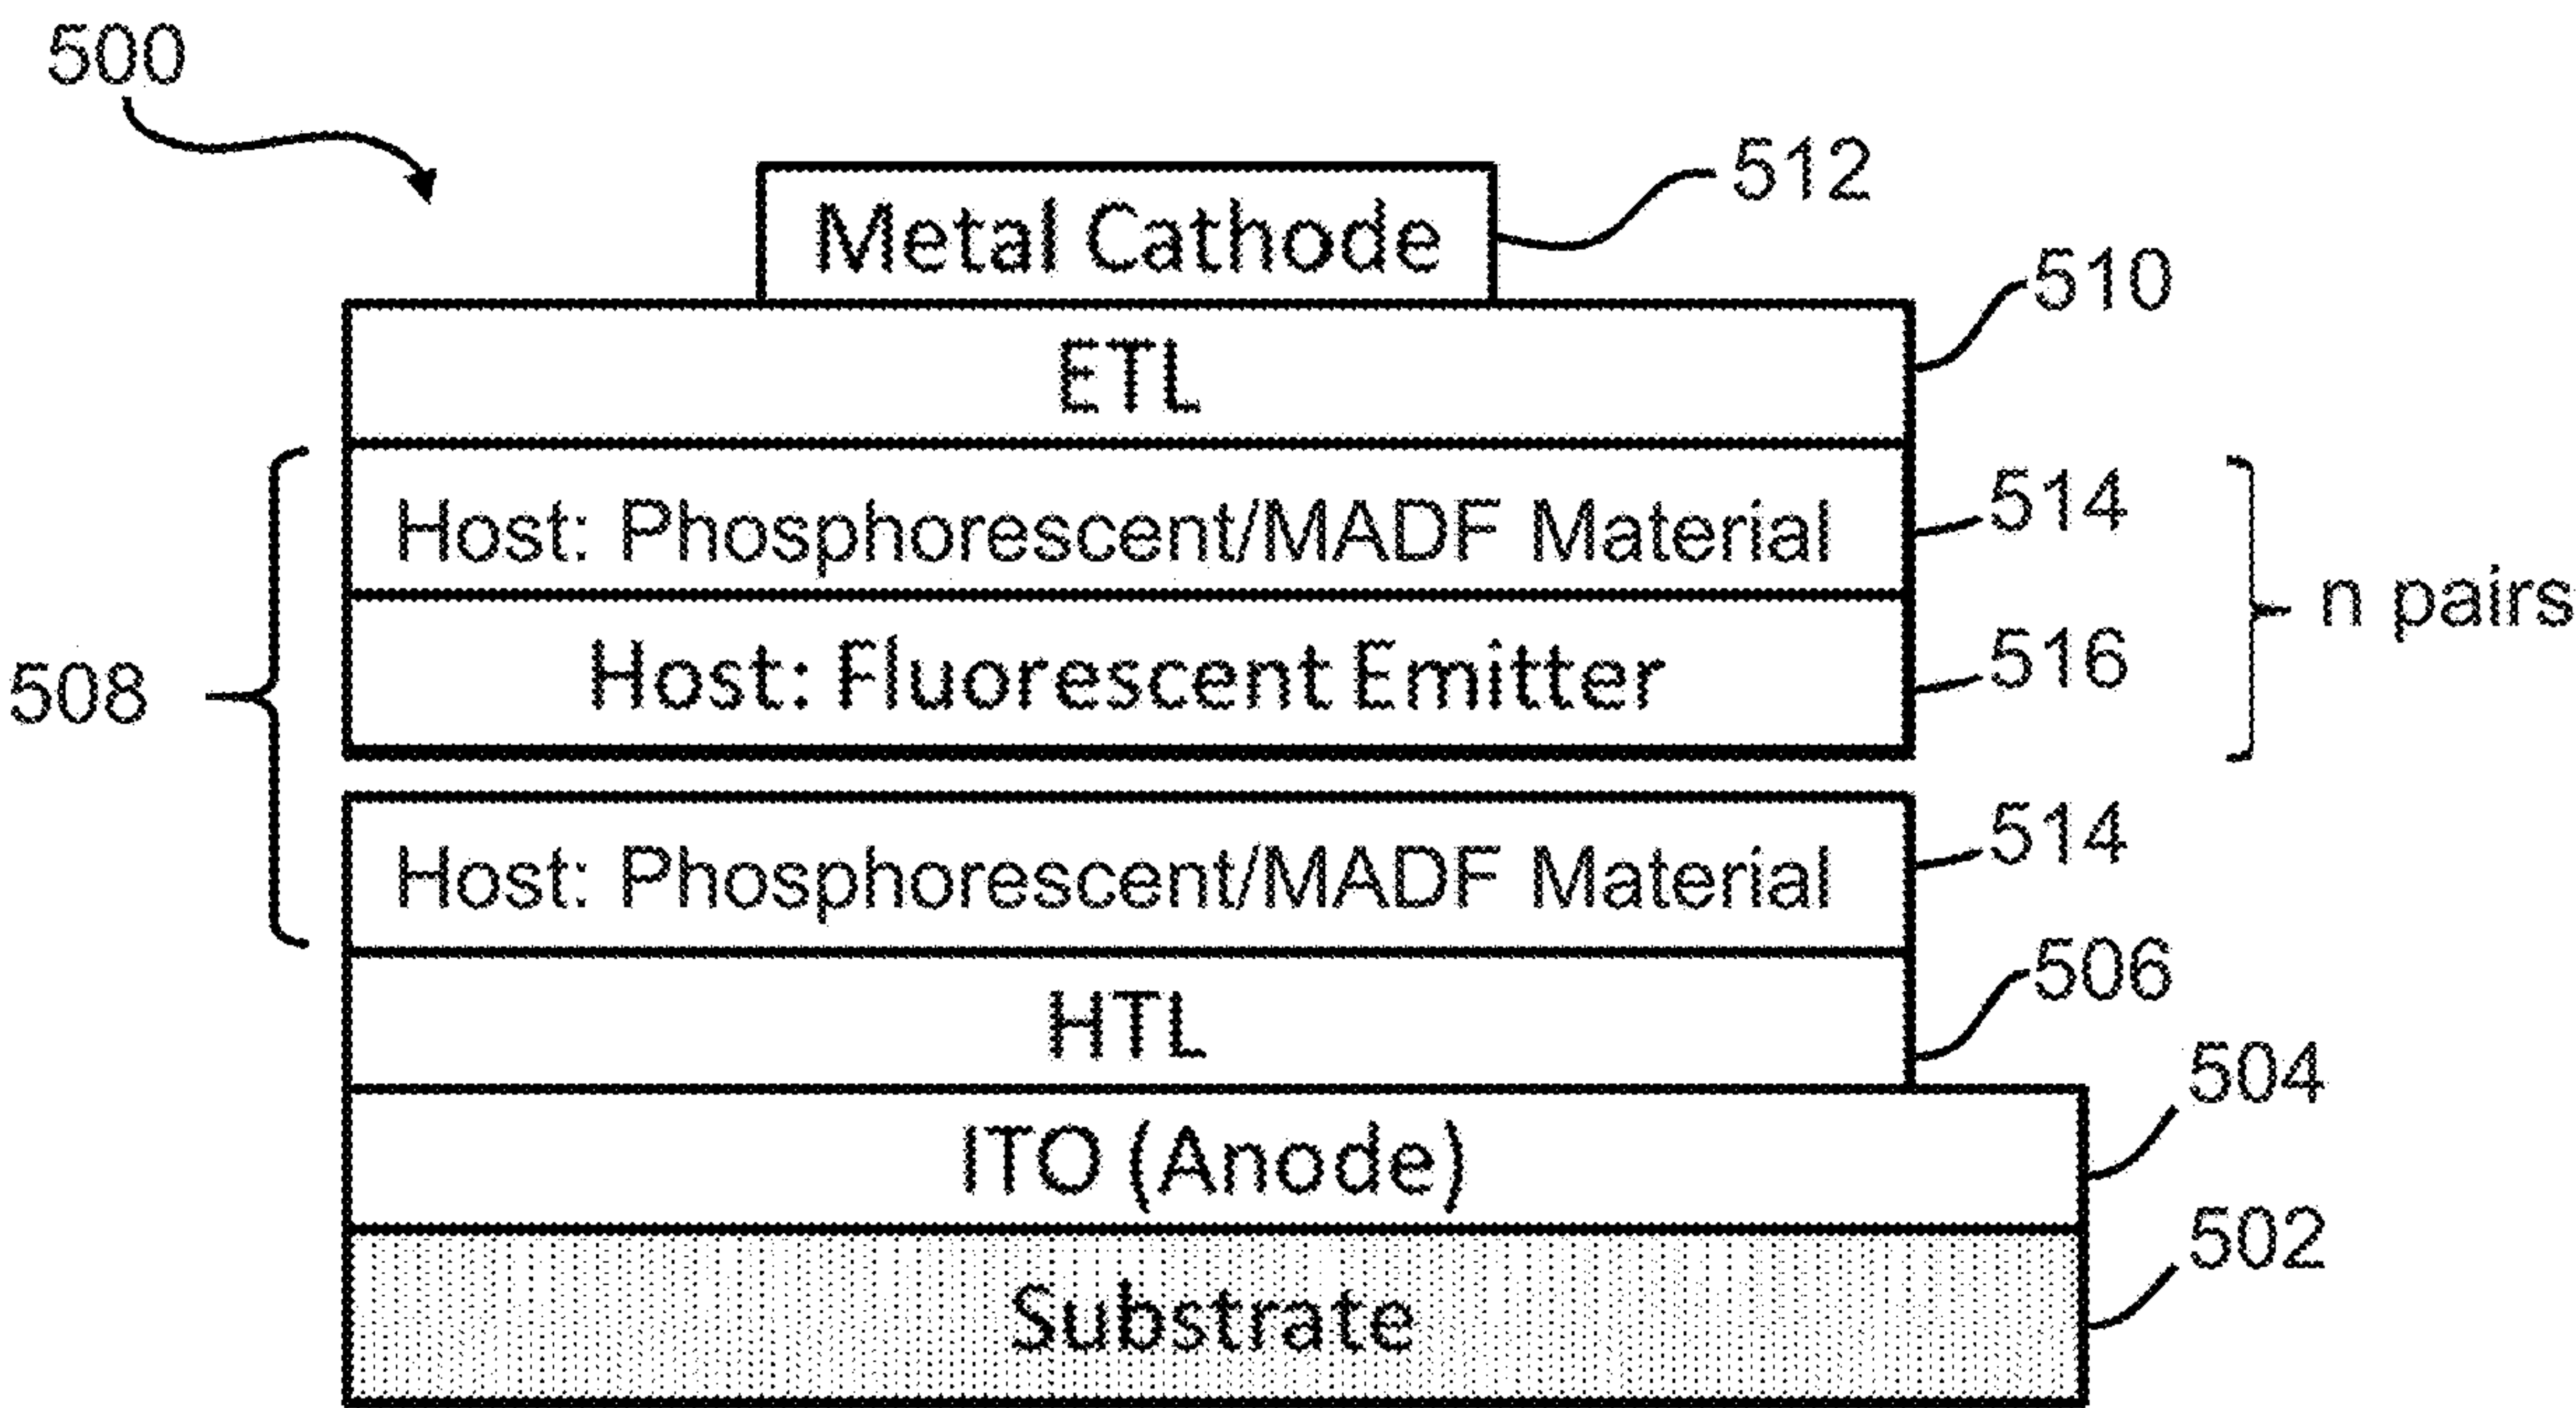 500
Metal Cathode
512
ETL
510
Host: Phosphorescent/MADF Material
514
Host: Fluorescent Emitter
516
n pairs
508
Host: Phosphorescent/MADF Material
514
HTL
506
ITO (Anode)
504
Substrate
502